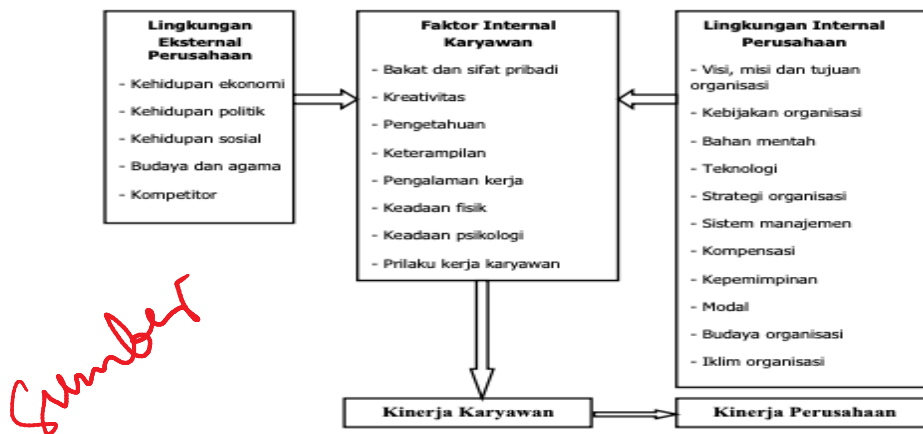 Lingkungan
Eksternal
Perusahaan
- Kehidupan ekonomi
- Kehidupan politik
- Kehidupan sosial
- Budaya dan agama
- Kompetitor
Faktor Internal
Karyawan
- Bakat dan sifat pribadi
- Kreativitas
- Pengetahuan
- Keterampilan
- Pengalaman kerja
- Keadaan fisik
- Keadaan psikologi
- Prilaku kerja karyawan
Lingkungan Internal
Perusahaan
- Visi, misi dan tujuan
organisasi
- Kebijakan organisasi
- Bahan mentah
- Teknologi
- Strategi organisasi
- Sistem manajemen
- Kompensasi
- Kepemimpinan
- Modal
- Budaya organisasi
- Iklim organisasi
Sumber
Kinerja Karyawan
Kinerja Perusahaan